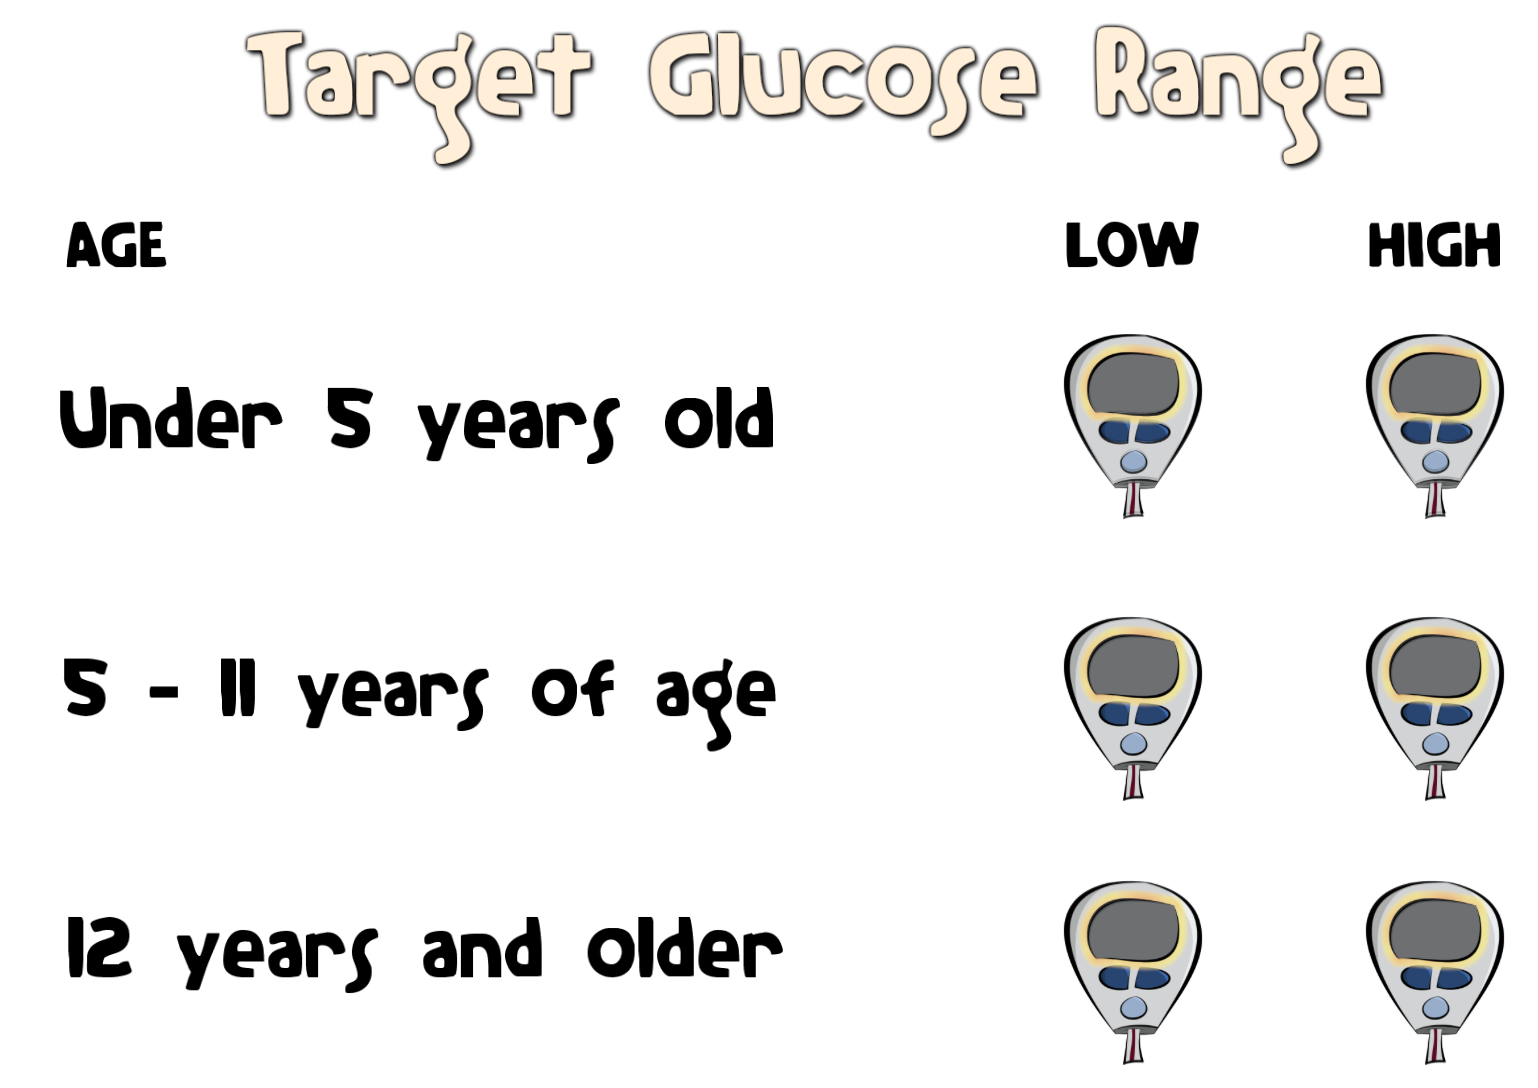 Target Glucose Range
AGE LOW HIGH
Under 5 years old
5 - 11 years of age
12 years and older